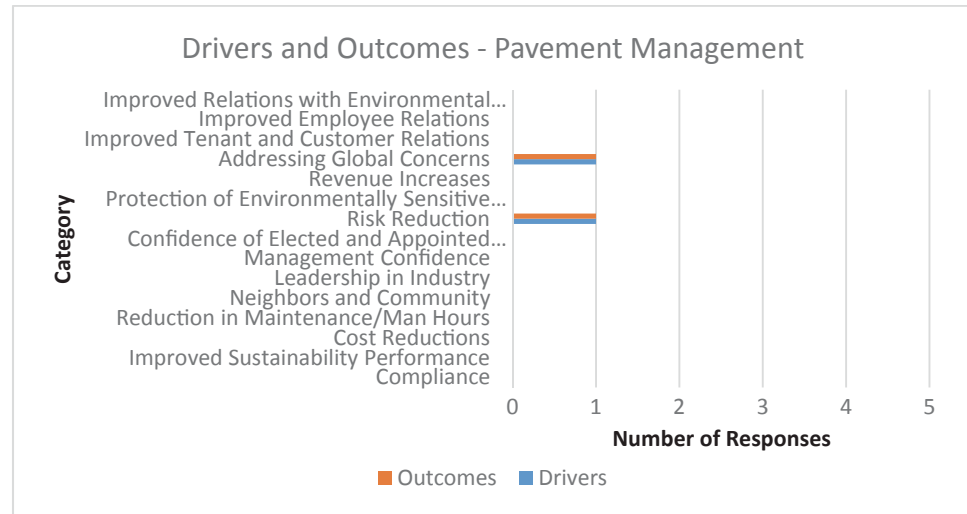 Drivers and Outcomes - Pavement Management
Category
Improved Relations with Environmental...
Improved Employee Relations
Improved Tenant and Customer Relations
Addressing Global Concerns
Revenue Increases
Protection of Environmentally Sensitive...
Risk Reduction
Confidence of Elected and Appointed...
Management Confidence
Leadership in Industry
Neighbors and Community
Reduction in Maintenance/Man Hours
Cost Reductions
Improved Sustainability Performance
Compliance
0 1 2 3 4 5
Number of Responses
Outcomes Drivers